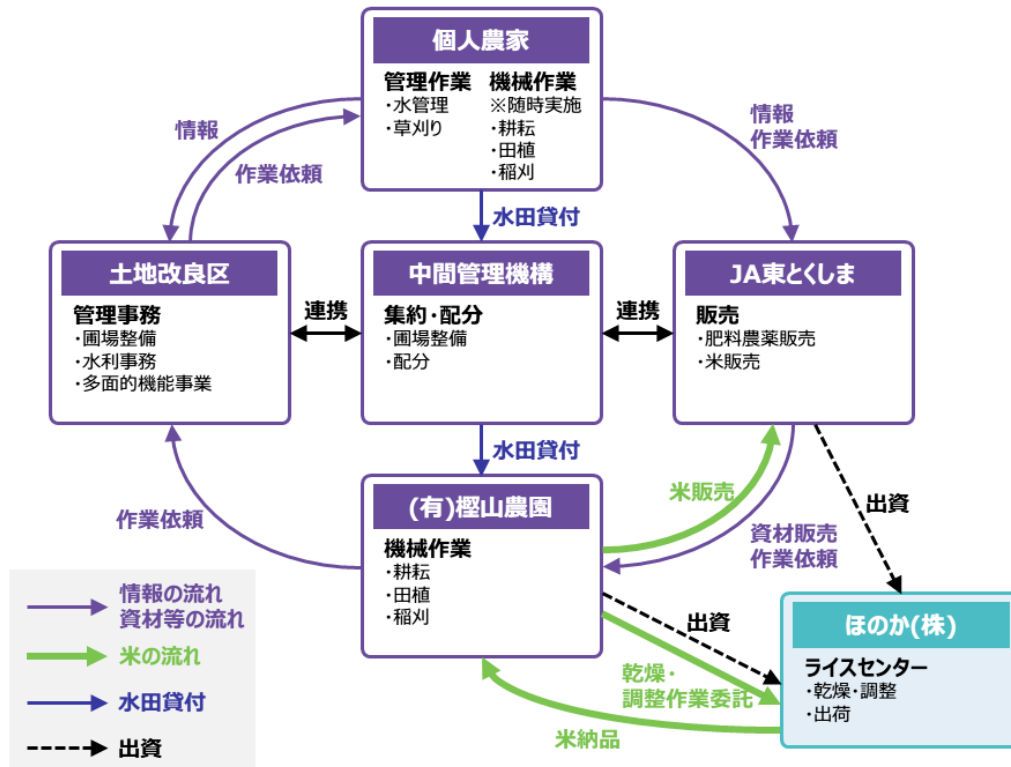 個人農家
管理作業
・水管理
・草刈り
機械作業
※随時実施
・耕耘
・田植
・稲刈
情報
作業依頼
情報
作業依頼
水田貸付
土地改良区
管理事務
・圃場整備
・水利事務
・多面的機能事業
連携
中間管理機構
集約・配分
・圃場整備
・配分
連携
JA東とくしま
販売
・肥料農薬販売
・米販売
水田貸付
作業依頼
(有)樫山農園
機械作業
・耕耘
・田植
・稲刈
米販売
資材販売
作業依頼
出資
出資
乾燥・
調整作業委託
米納品
ほのか(株)
ライスセンター
・乾燥・調整
・出荷
情報の流れ
資材等の流れ
米の流れ
水田貸付
出資